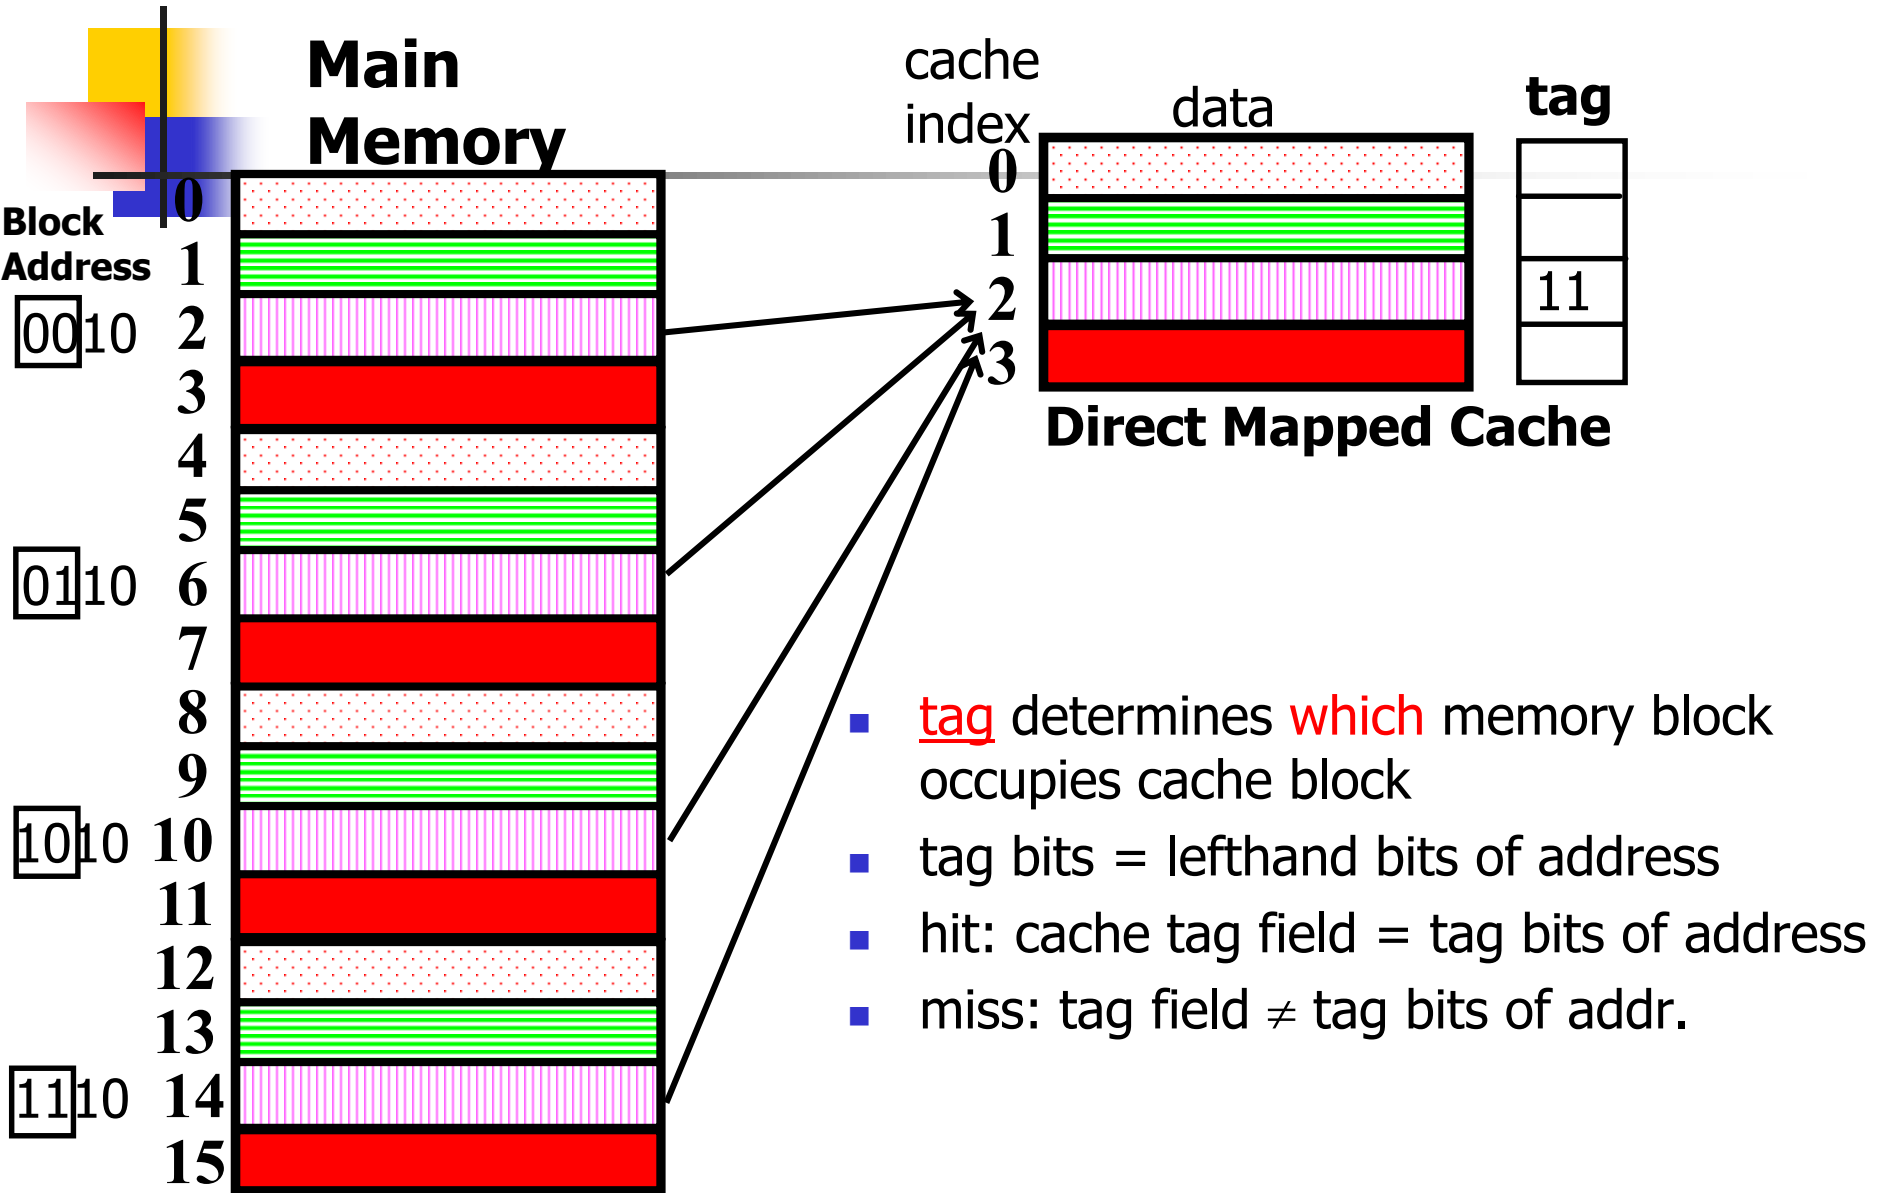 Main
Memory
cache
index
data
tag
Block
Address
0
1
0010 2
3
4
5
0110 6
7
8
9
1010 10
11
12
13
1110 14
15
0
1
2 11
3
Direct Mapped Cache
tag determines which memory block
occupies cache block
tag bits = lefthand bits of address
hit: cache tag field = tag bits of address
miss: tag field ≠ tag bits of addr.